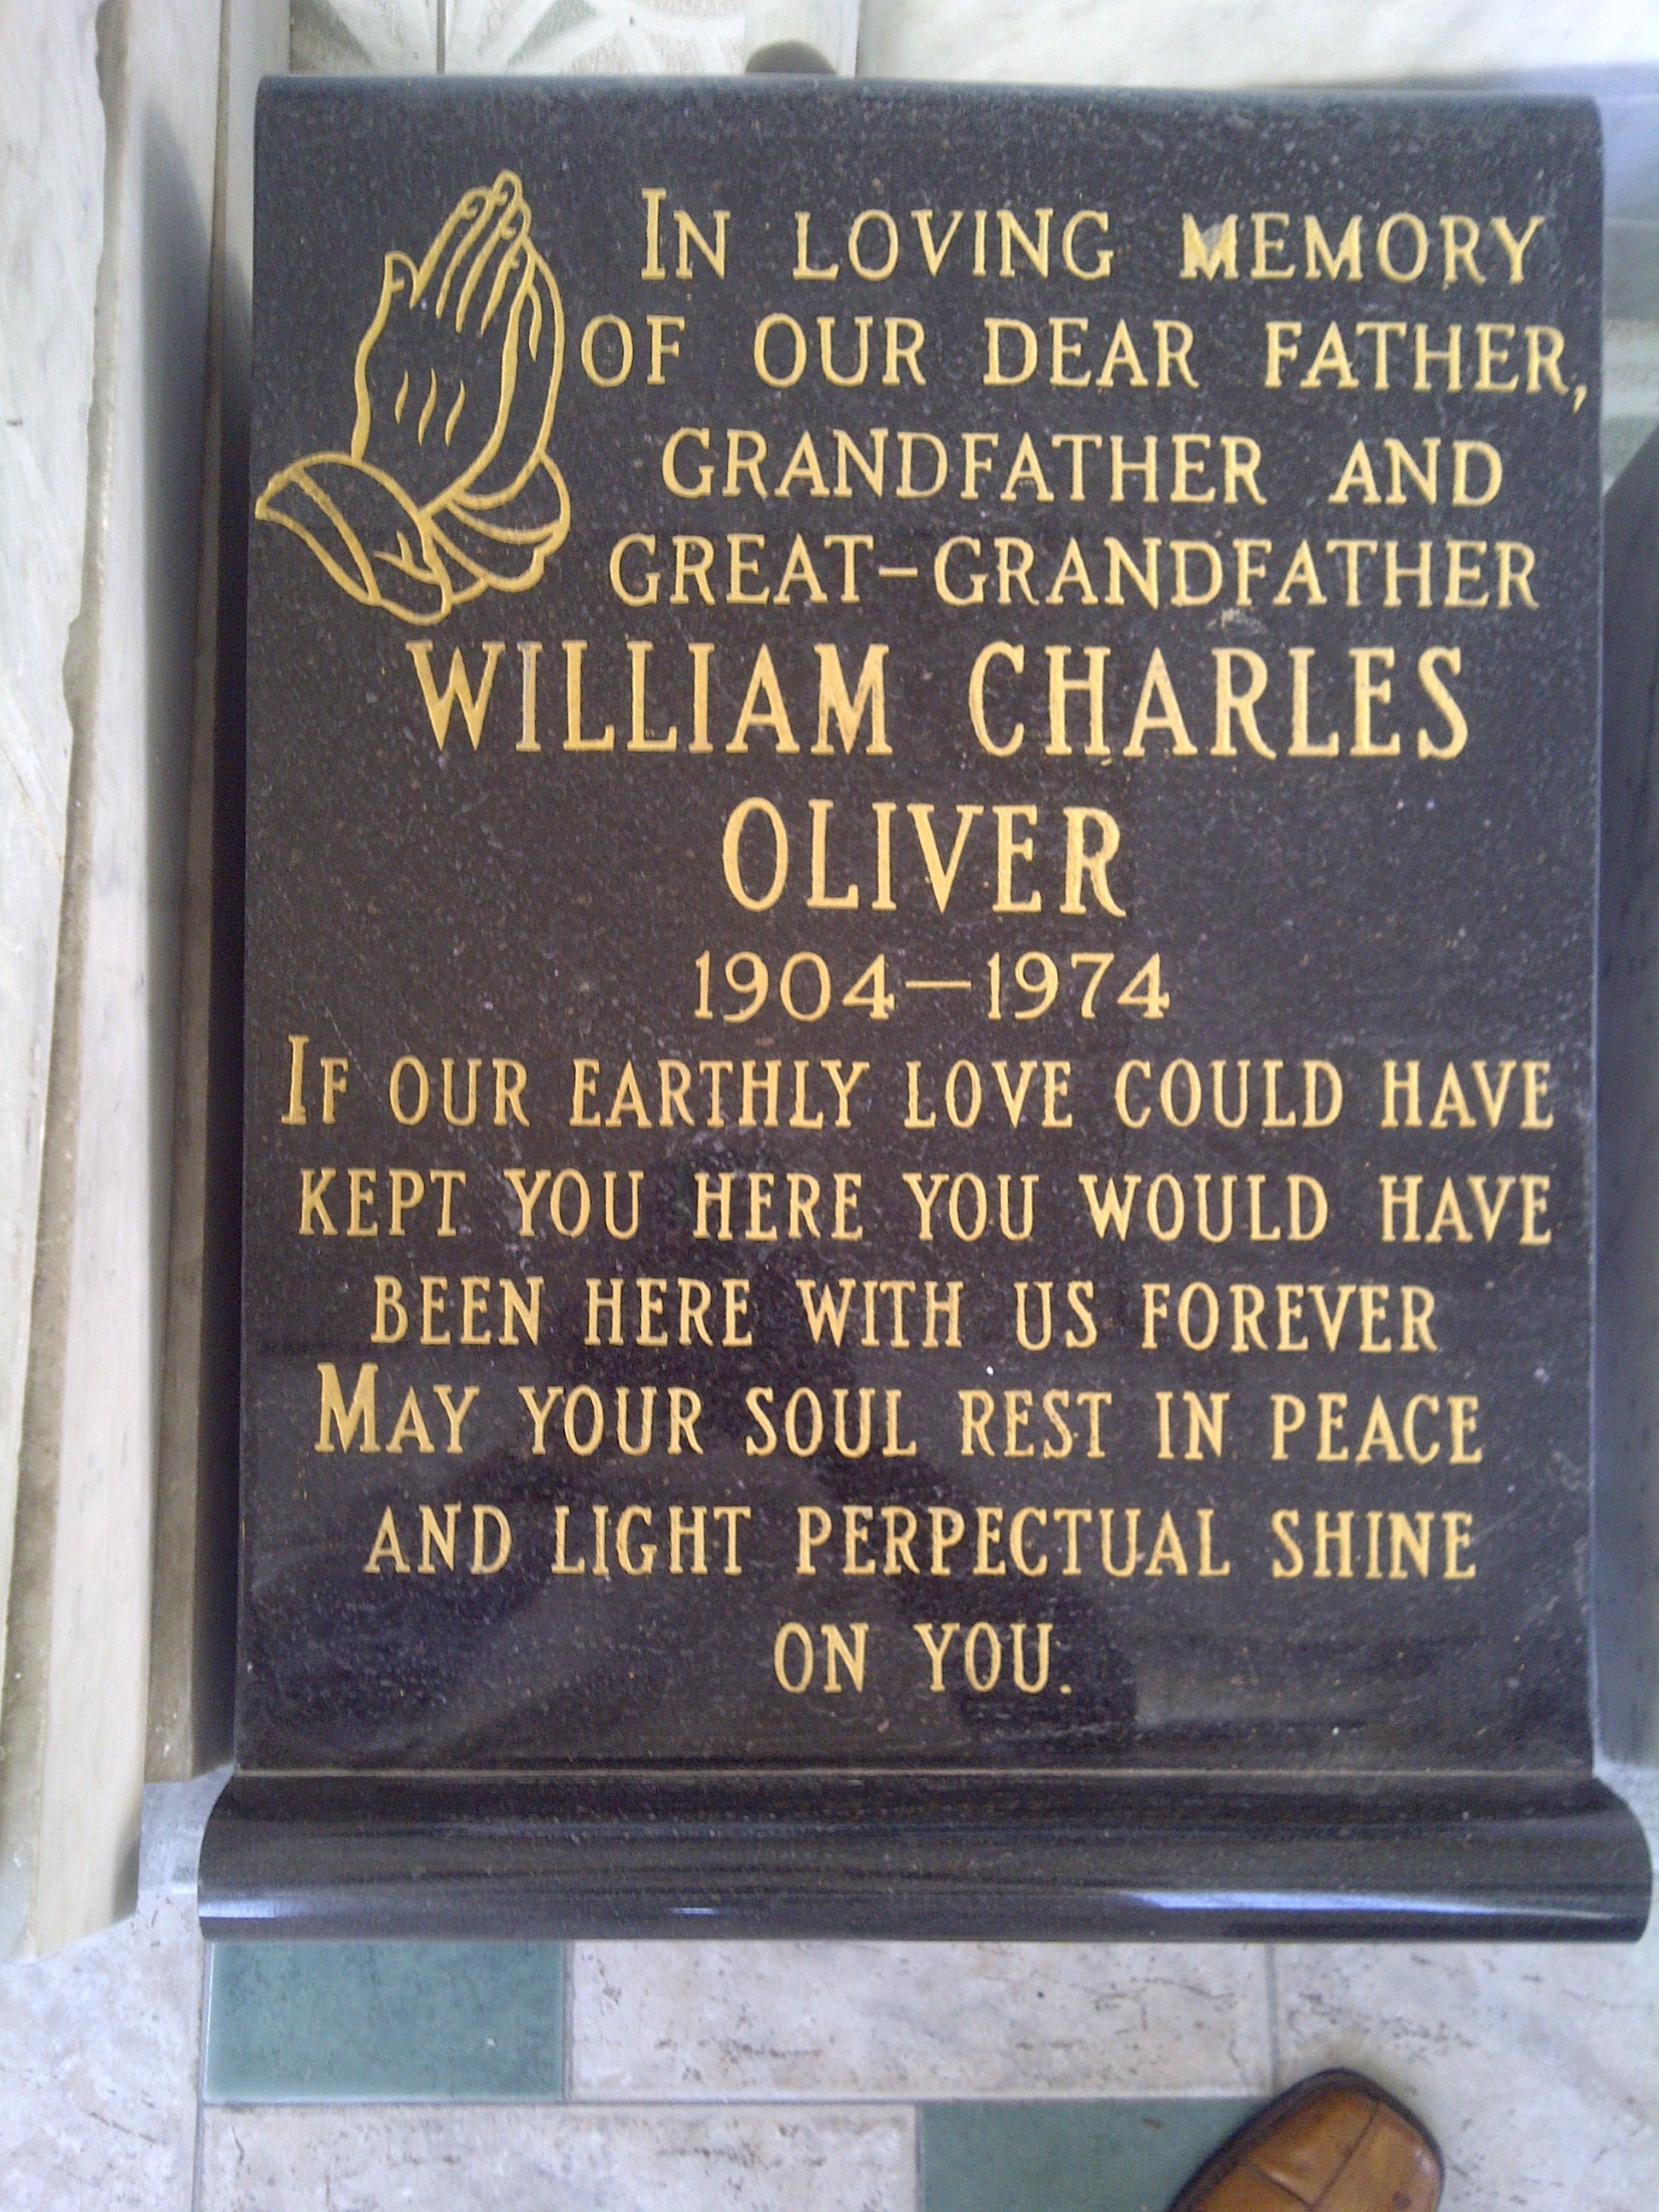 IN LOVING MEMORY
OF OUR DEAR FATHER,
GRANDFATHER AND
GREAT-GRANDFATHER
WILLIAM CHARLES
OLIVER
1904—1974
IF OUR EARTHLY LOVE COULD HAVE
KEPT YOU HERE YOU WOULD HAVE
BEEN HERE WITH US FOREVER
MAY YOUR SOUL REST IN PEACE
AND LIGHT PERPECTUAL SHINE
ON YOU.